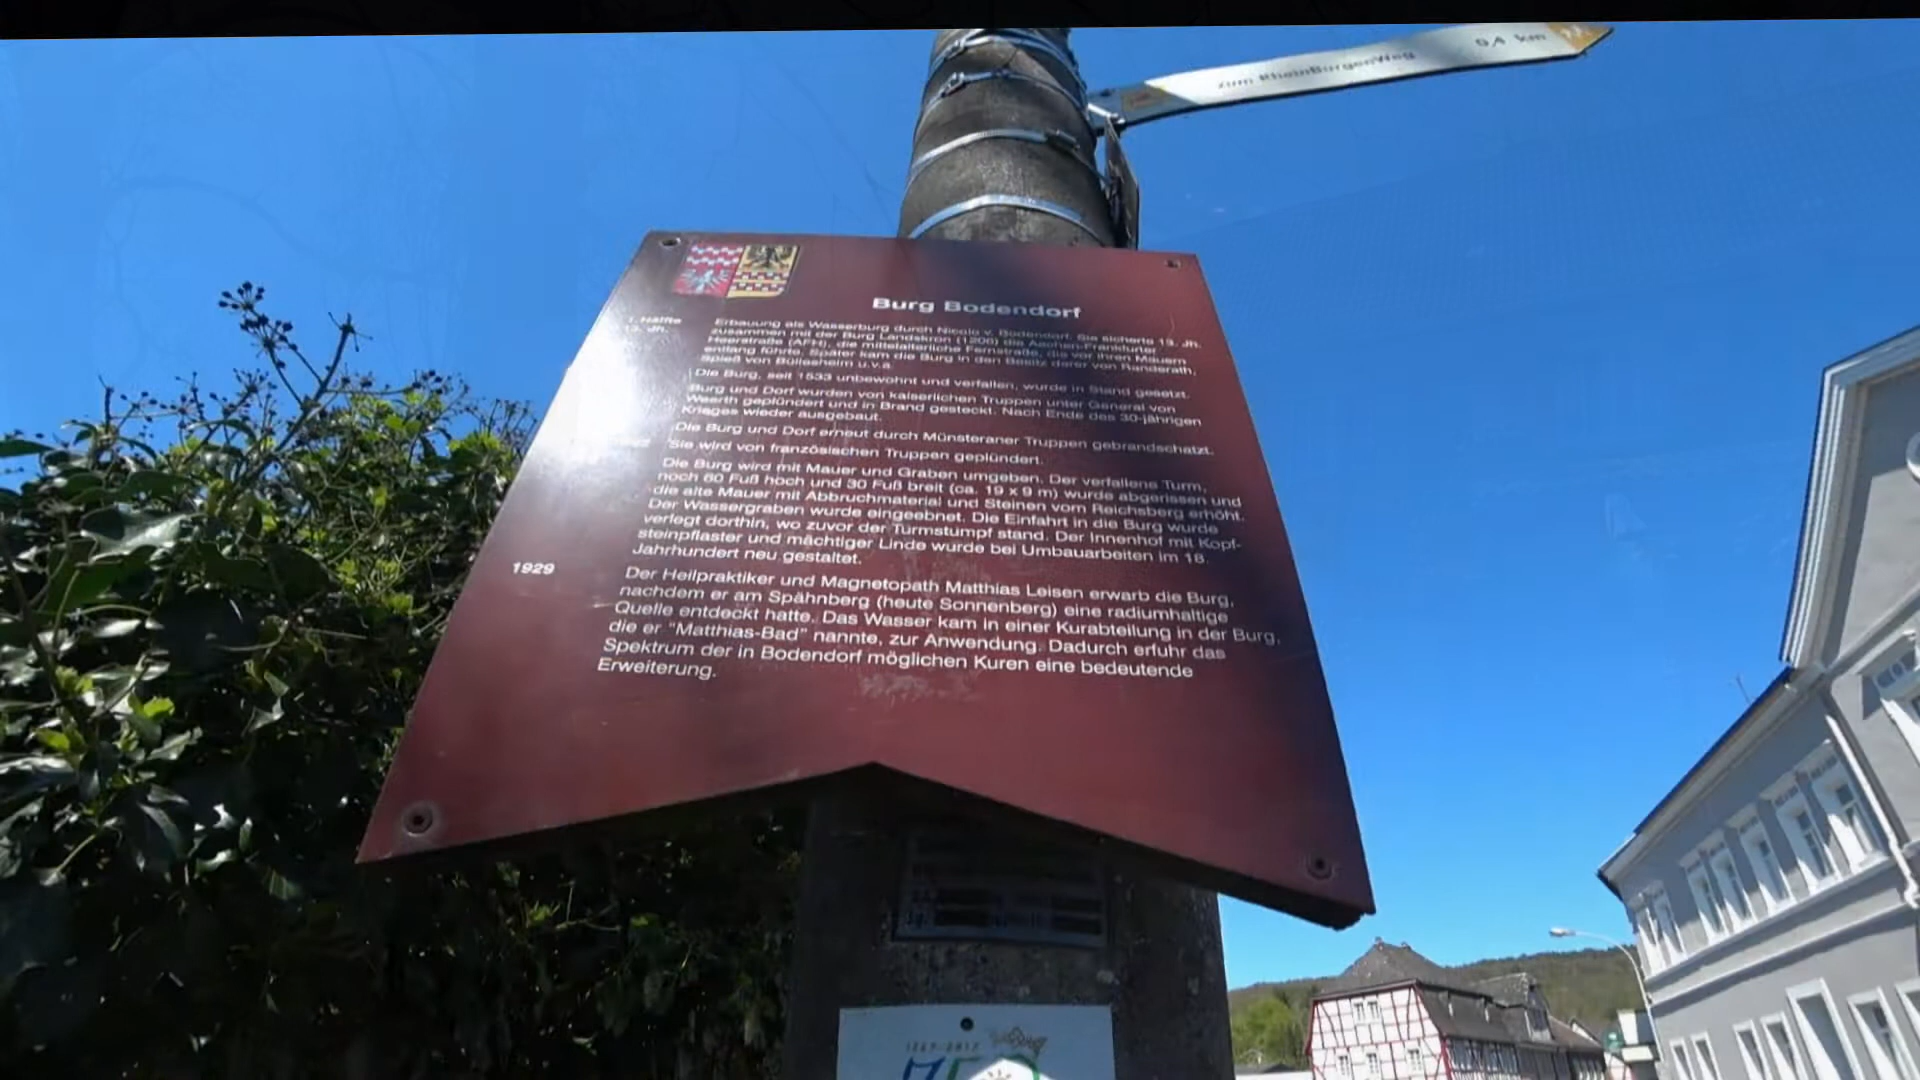 zum RheinBurgenWeg 9,4 km
Burg Bodendorf
1. Hälfte
13. Jh.
Erbauung als Wasserburg durch Nicolo v. Bodendorf. Sie sicherte 13. Jh.
zusammen mit der Burg Landskron (1206) die Aachen-Frankfurter
Heerstraße (AFH), die mittelalterliche Fernstraße, die vor ihren Mauern
entlang führte. Später kam die Burg in den Besitz derer von Randerath,
Spieß von Büllesheim u.v.a.
Die Burg, seit 1533 unbewohnt und verfallen, wurde in Stand gesetzt.
Burg und Dorf wurden von kaiserlichen Truppen unter General von
Waerth geplündert und in Brand gesteckt. Nach Ende des 30-jährigen
Krieges wieder ausgebaut.
Die Burg und Dorf erneut durch Münsteraner Truppen gebrandschatzt.
Sie wird von französischen Truppen geplündert.
Die Burg wird mit Mauer und Graben umgeben. Der verfallene Turm,
noch 60 Fuß hoch und 30 Fuß breit (ca. 19 x 9 m) wurde abgerissen und
die alte Mauer mit Abbruchmaterial und Steinen vom Reichsberg erhöht.
Der Wassergraben wurde eingeebnet. Die Einfahrt in die Burg wurde
verlegt dorthin, wo zuvor der Turmstumpf stand. Der Innenhof mit Kopf-
steinpflaster und mächtiger Linde wurde bei Umbauarbeiten im 18.
Jahrhundert neu gestaltet.
1929
Der Heilpraktiker und Magnetopath Matthias Leisen erwarb die Burg,
nachdem er am Spähnberg (heute Sonnenberg) eine radiumhaltige
Quelle entdeckt hatte. Das Wasser kam in einer Kurabteilung in der Burg,
die er "Matthias-Bad" nannte, zur Anwendung. Dadurch erfuhr das
Spektrum der in Bodendorf möglichen Kuren eine bedeutende
Erweiterung.
1267-2017